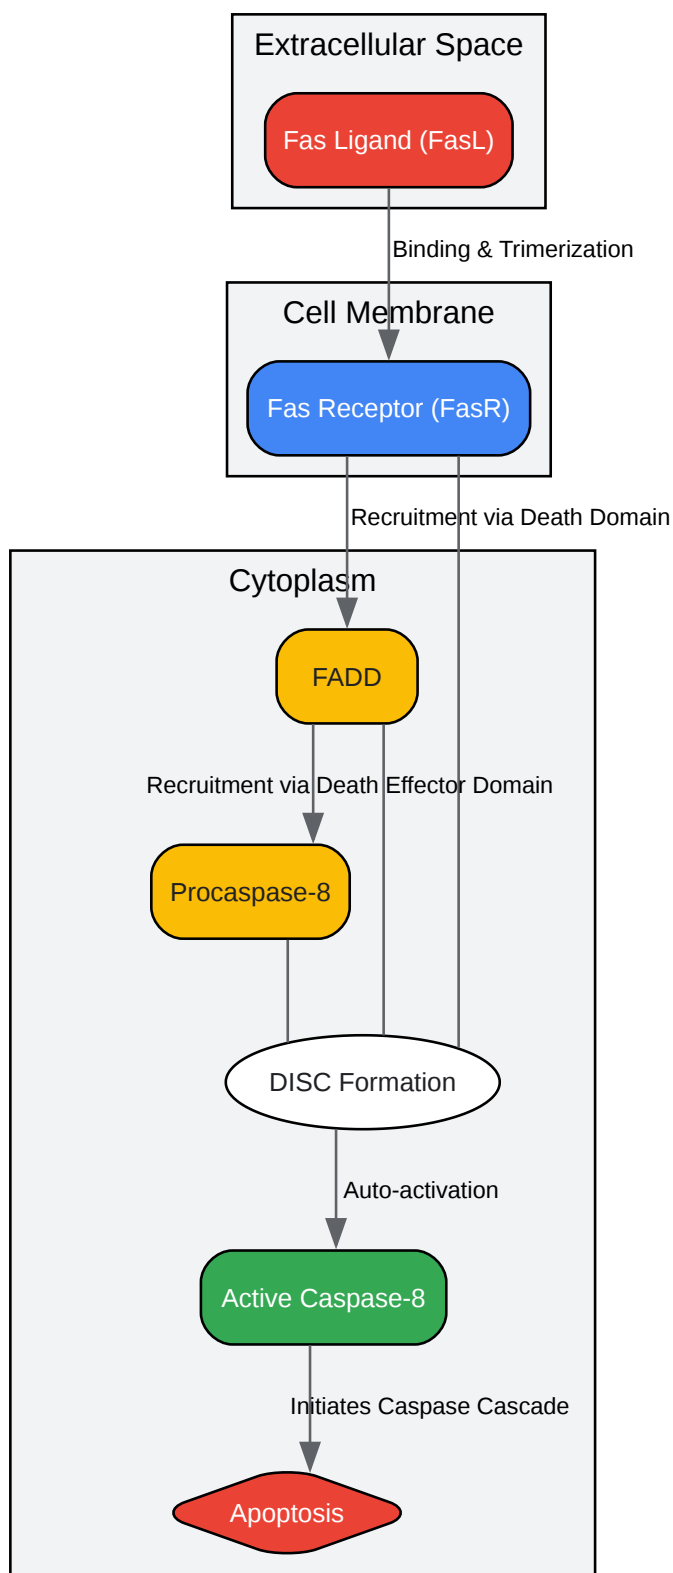 Extracellular Space
Fas Ligand (FasL)
Binding & Trimerization
Cell Membrane
Fas Receptor (FasR)
Recruitment via Death Domain
Cytoplasm
FADD
Recruitment via Death Effector Domain
Procaspase-8
DISC Formation
Auto-activation
Active Caspase-8
Initiates Caspase Cascade
Apoptosis